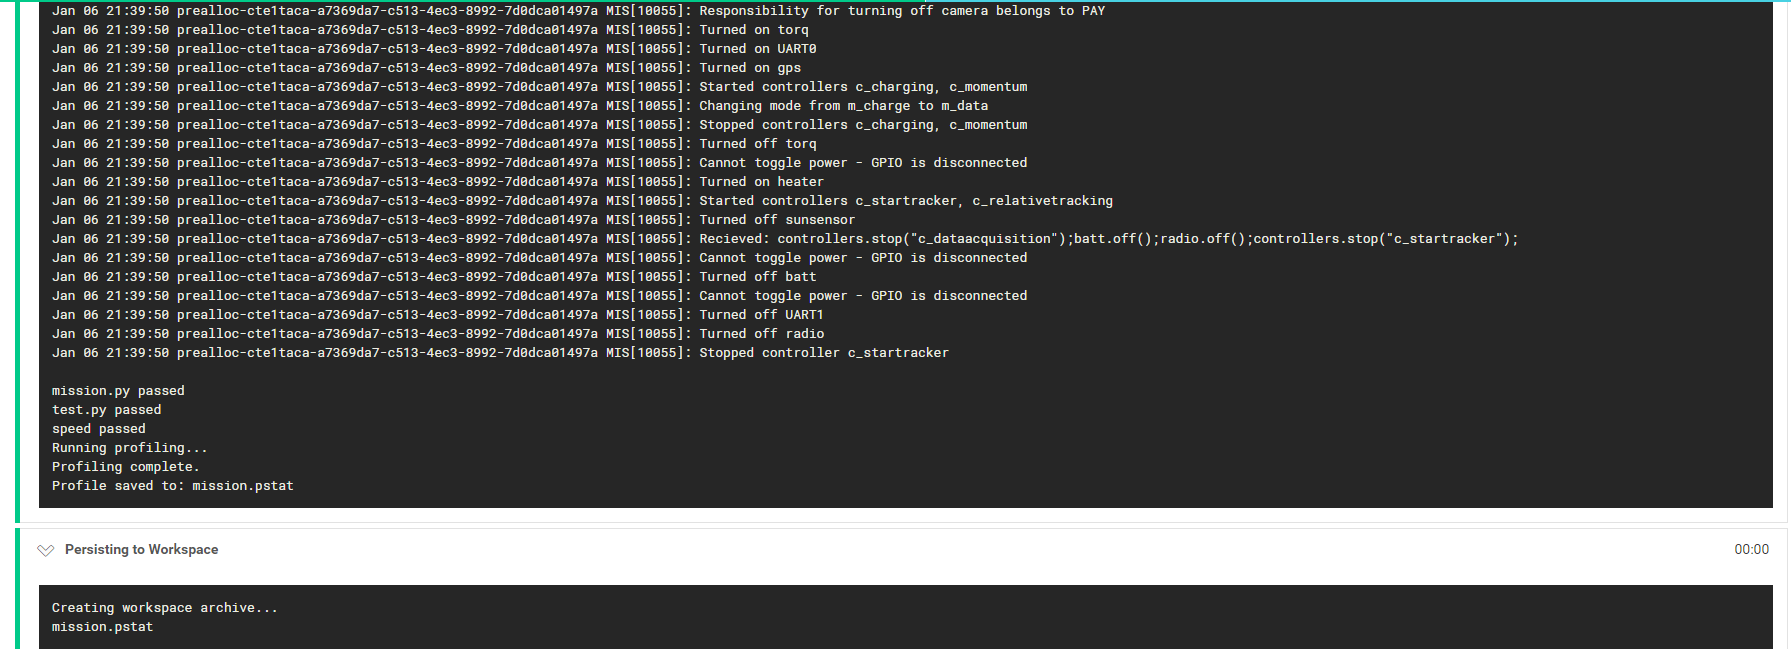 Jan 06 21:39:50 prealloc-cte1taca-a7369da7-c513-4ec3-8992-7d0dca01497a MIS[10055]: Responsibility for turning off camera belongs to PAY
Jan 06 21:39:50 prealloc-cte1taca-a7369da7-c513-4ec3-8992-7d0dca01497a MIS[10055]: Turned on torq
Jan 06 21:39:50 prealloc-cte1taca-a7369da7-c513-4ec3-8992-7d0dca01497a MIS[10055]: Turned on UART0
Jan 06 21:39:50 prealloc-cte1taca-a7369da7-c513-4ec3-8992-7d0dca01497a MIS[10055]: Turned on gps
Jan 06 21:39:50 prealloc-cte1taca-a7369da7-c513-4ec3-8992-7d0dca01497a MIS[10055]: Started controllers c_charging, c_momentum
Jan 06 21:39:50 prealloc-cte1taca-a7369da7-c513-4ec3-8992-7d0dca01497a MIS[10055]: Changing mode from m_charge to m_data
Jan 06 21:39:50 prealloc-cte1taca-a7369da7-c513-4ec3-8992-7d0dca01497a MIS[10055]: Stopped controllers c_charging, c_momentum
Jan 06 21:39:50 prealloc-cte1taca-a7369da7-c513-4ec3-8992-7d0dca01497a MIS[10055]: Turned off torq
Jan 06 21:39:50 prealloc-cte1taca-a7369da7-c513-4ec3-8992-7d0dca01497a MIS[10055]: Cannot toggle power - GPIO is disconnected
Jan 06 21:39:50 prealloc-cte1taca-a7369da7-c513-4ec3-8992-7d0dca01497a MIS[10055]: Turned on heater
Jan 06 21:39:50 prealloc-cte1taca-a7369da7-c513-4ec3-8992-7d0dca01497a MIS[10055]: Started controllers c_startracker, c_relativetracking
Jan 06 21:39:50 prealloc-cte1taca-a7369da7-c513-4ec3-8992-7d0dca01497a MIS[10055]: Turned off sunsensor
Jan 06 21:39:50 prealloc-cte1taca-a7369da7-c513-4ec3-8992-7d0dca01497a MIS[10055]: Recieved: controllers.stop("c_dataacquisition");batt.off();radio.off();controllers.stop("c_startracker");
Jan 06 21:39:50 prealloc-cte1taca-a7369da7-c513-4ec3-8992-7d0dca01497a MIS[10055]: Cannot toggle power - GPIO is disconnected
Jan 06 21:39:50 prealloc-cte1taca-a7369da7-c513-4ec3-8992-7d0dca01497a MIS[10055]: Turned off batt
Jan 06 21:39:50 prealloc-cte1taca-a7369da7-c513-4ec3-8992-7d0dca01497a MIS[10055]: Cannot toggle power - GPIO is disconnected
Jan 06 21:39:50 prealloc-cte1taca-a7369da7-c513-4ec3-8992-7d0dca01497a MIS[10055]: Turned off UART1
Jan 06 21:39:50 prealloc-cte1taca-a7369da7-c513-4ec3-8992-7d0dca01497a MIS[10055]: Turned off radio
Jan 06 21:39:50 prealloc-cte1taca-a7369da7-c513-4ec3-8992-7d0dca01497a MIS[10055]: Stopped controller c_startracker
mission.py passed
test.py passed
speed passed
Running profiling...
Profiling complete.
Profile saved to: mission.pstat
Persisting to Workspace 00:00
Creating workspace archive...
mission.pstat